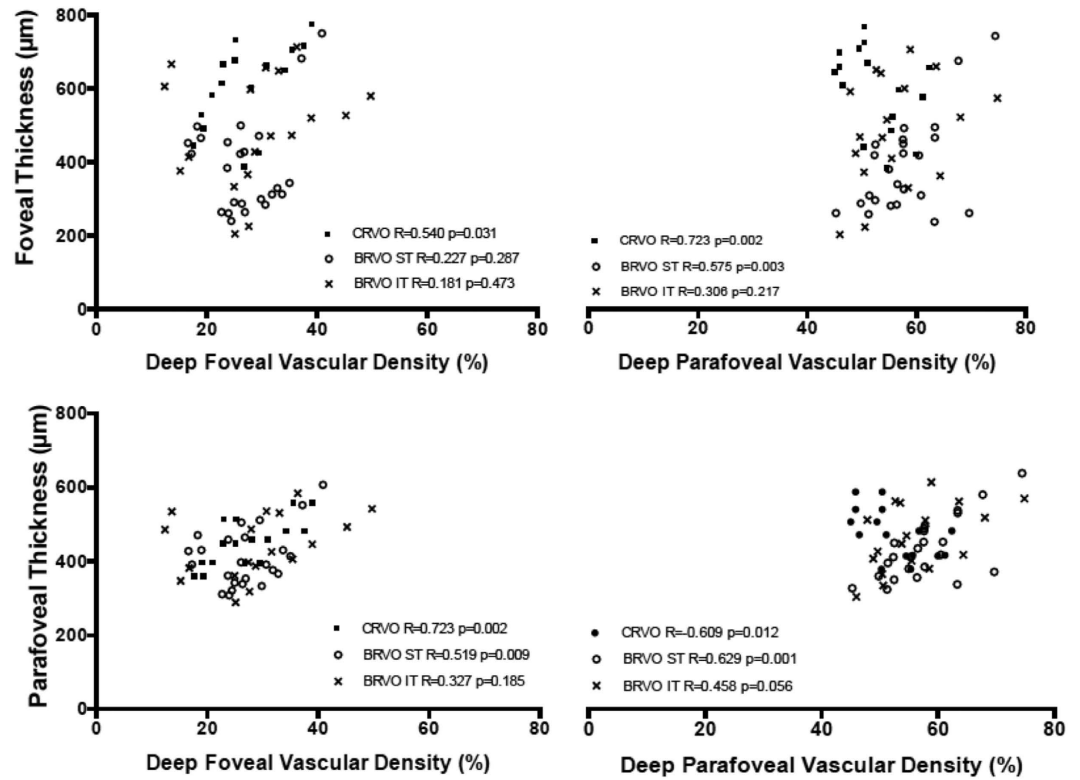 800
600
400
200
0
Foveal Thickness (µm)
CRVO R=0.540 p=0.031
BRVO ST R=0.227 p=0.287
BRVO IT R=0.181 p=0.473
0 20 40 60 80
Deep Foveal Vascular Density (%)
CRVO R=0.723 p=0.002
BRVO ST R=0.575 p=0.003
BRVO IT R=0.306 p=0.217
0 20 40 60 80
Deep Parafoveal Vascular Density (%)
800
600
400
200
0
Parafoveal Thickness (µm)
CRVO R=0.723 p=0.002
BRVO ST R=0.519 p=0.009
BRVO IT R=0.327 p=0.185
0 20 40 60 80
Deep Foveal Vascular Density (%)
CRVO R=-0.609 p=0.012
BRVO ST R=0.629 p=0.001
BRVO IT R=0.458 p=0.056
0 20 40 60 80
Deep Parafoveal Vascular Density (%)